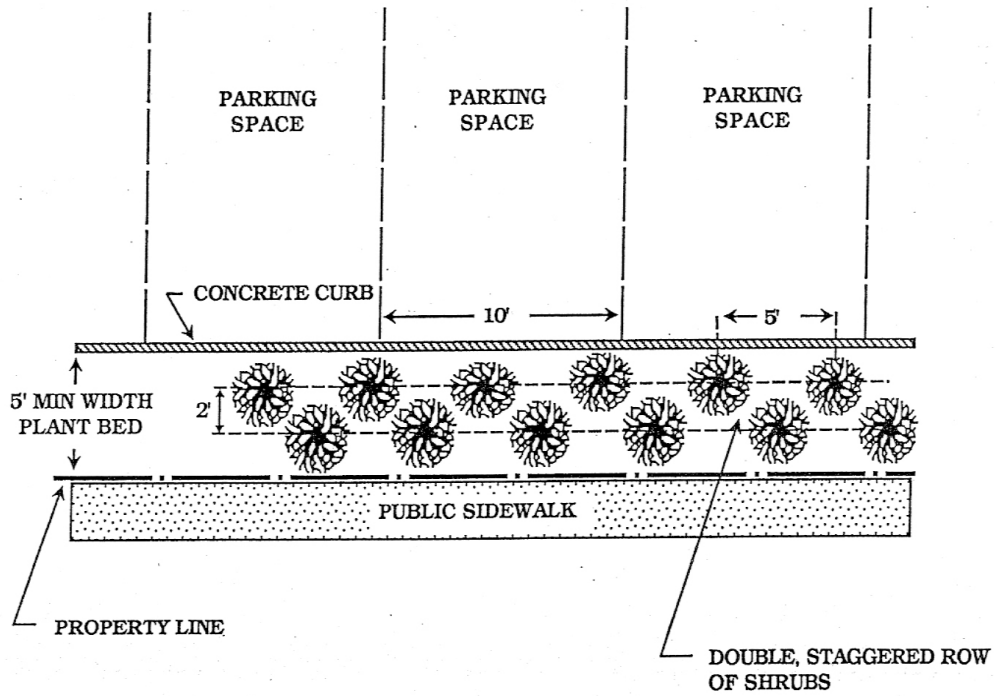 PARKING
SPACE
PARKING
SPACE
PARKING
SPACE
CONCRETE CURB
10'
5'
5' MIN WIDTH
PLANT BED
2'
PUBLIC SIDEWALK
PROPERTY LINE
DOUBLE, STAGGERED ROW
OF SHRUBS